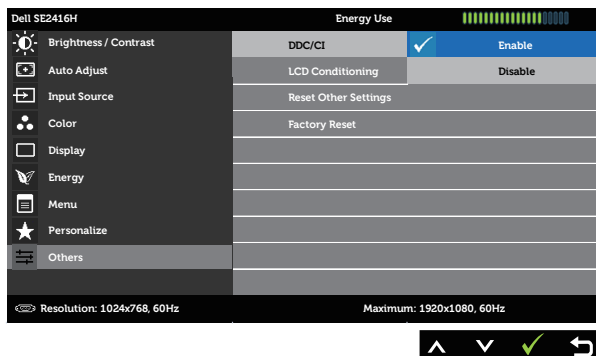 Dell SE2416H Energy Use
Brightness / Contrast DDC/CI Enable
Auto Adjust LCD Conditioning Disable
Input Source Reset Other Settings
Color Factory Reset
Display
Energy
Menu
Personalize
Others
Resolution: 1024x768, 60Hz Maximum: 1920x1080, 60Hz